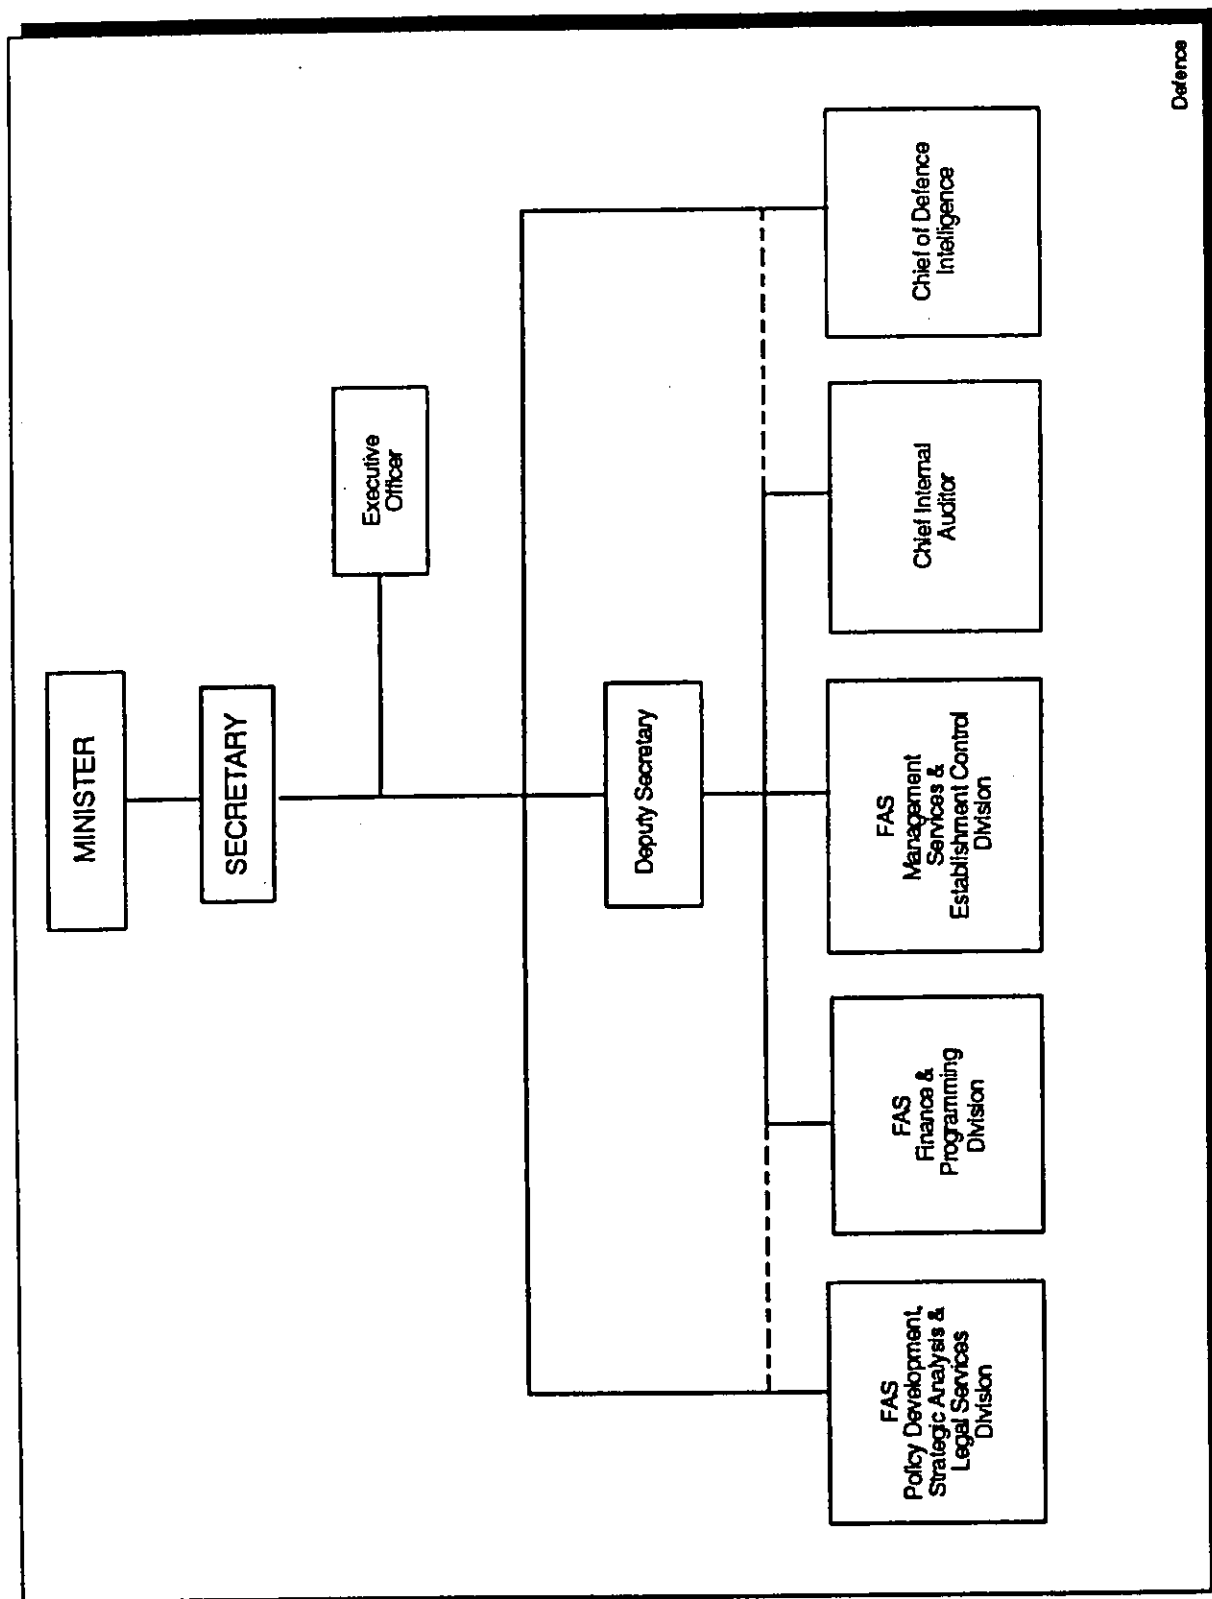 MINISTER
SECRETARY
Executive
Officer
Deputy Secretary
FAS
Policy Development,
Strategic Analysis &
Legal Services
Division
FAS
Finance &
Programming
Division
FAS
Management
Services &
Establishment Control
Division
Chief Internal
Auditor
Chief of Defence
Intelligence
Defence